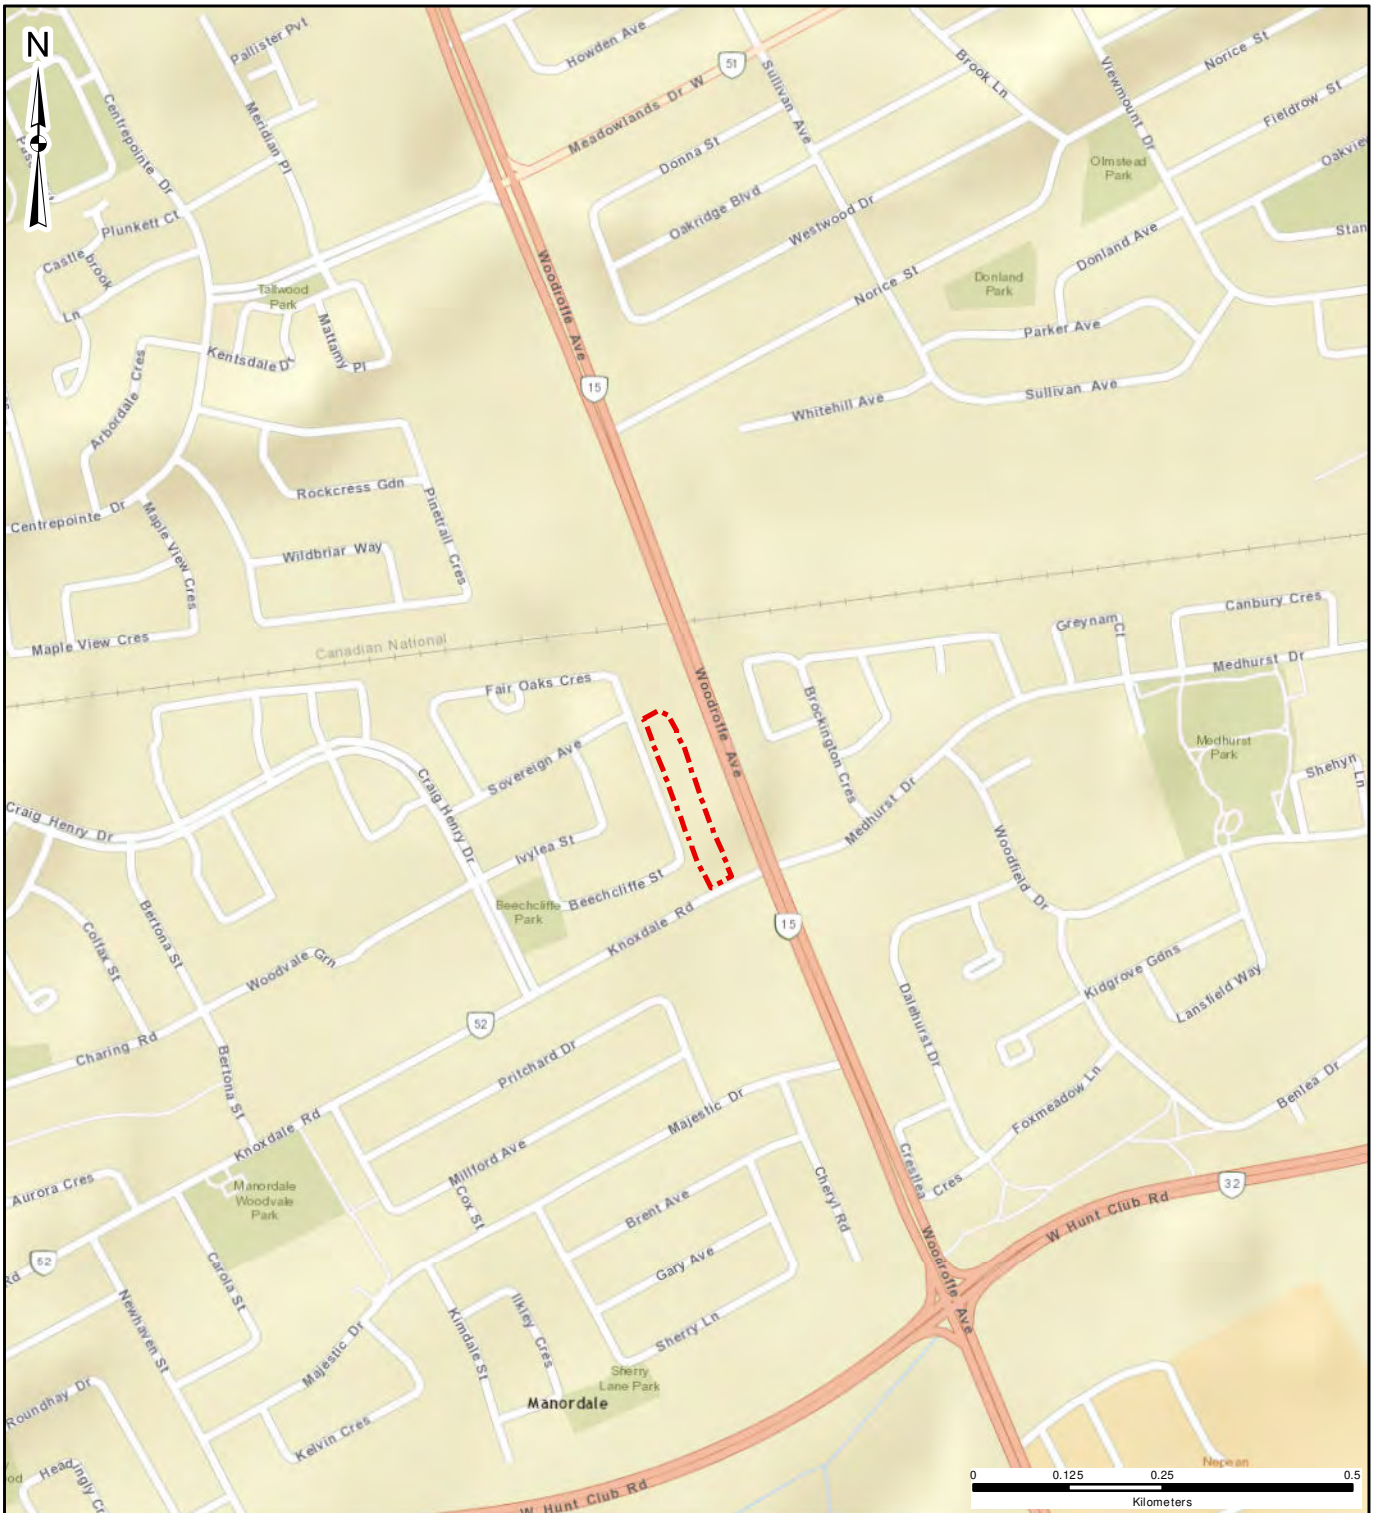 N
Pallister Pvt
Howden Ave
51
Meadowlands Dr W
Sullivan Ave
Brook Ln
Viewmount Dr
Norice St
Fieldrow St
Oakvie
Centrepointe Dr
Meridian Pl
Donna St
Olmstead
Park
Plunkett Ct
Oakridge Blvd
Westwood Dr
Stan
Castlebrook
Ln
Donland Ave
Tallwood
Park
Woodroffe Ave
Norice St
Donland
Park
Mattamy Pl
Parker Ave
Kentsdale Dr
Arbordale Cres
15
Whitehill Ave
Sullivan Ave
Rockcress Gdn
Pinetrail Cres
Centrepointe Dr
Maple View Cres
Wildbriar Way
Maple View Cres
Canadian National
Greynam Ct
Canbury Cres
Medhurst Dr
Fair Oaks Cres
Woodroffe Ave
Brockington Cres
Medhurst
Park
Sovereign Ave
Shehyn Ln
Craig Henry Dr
Craig Henry Dr
Medhurst Dr
Ivylea St
Woodfield Dr
Beechcliffe St
Beechcliffe
Park
Knoxdale Rd
15
Colfax St
Bertona St
Woodvale Grn
Kidgrove Gdns
Lansfield Way
Dalehurst Dr
52
Charing Rd
Bertona St
Pritchard Dr
Foxmeadow Ln
Benlea Dr
Knoxdale Rd
Majestic Dr
Millford Ave
Aurora Cres
Manordale
Woodvale
Park
Cox St
Brent Ave
Cheryl Rd
Crestlea Cres
32
W Hunt Club Rd
52
Rd
Carola St
Gary Ave
Woodroffe Ave
Newhaven St
Kimdale St
Ilkley Cres
Sherry Ln
Majestic Dr
Sherry
Lane Park
Manordale
Roundhay Dr
Kelvin Cres
Headingly Cr
od
Nepean
W Hunt Club Rd
0 0.125 0.25 0.5
Kilometers